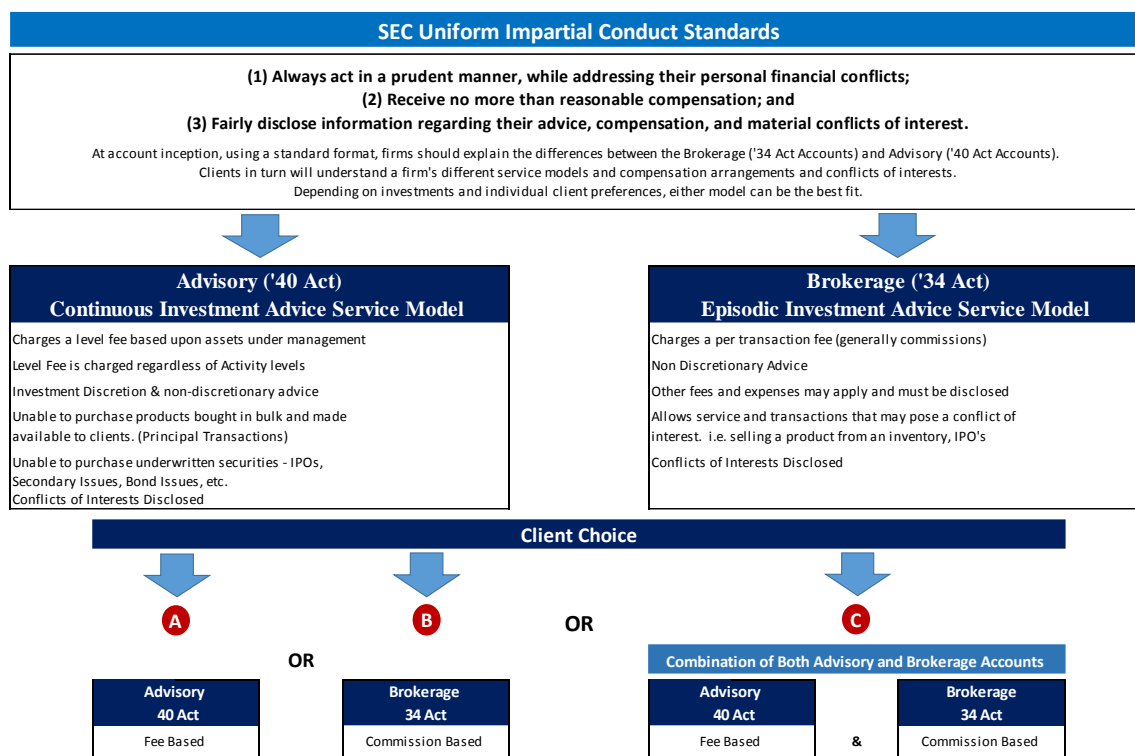 SEC Uniform Impartial Conduct Standards
(1) Always act in a prudent manner, while addressing their personal financial conflicts;
(2) Receive no more than reasonable compensation; and
(3) Fairly disclose information regarding their advice, compensation, and material conflicts of interest.
At account inception, using a standard format, firms should explain the differences between the Brokerage ('34 Act Accounts) and Advisory ('40 Act Accounts).
Clients in turn will understand a firm's different service models and compensation arrangements and conflicts of interests.
Depending on investments and individual client preferences, either model can be the best fit.
Advisory ('40 Act)
Continuous Investment Advice Service Model
Charges a level fee based upon assets under management
Level Fee is charged regardless of Activity levels
Investment Discretion & non-discretionary advice
Unable to purchase products bought in bulk and made
available to clients. (Principal Transactions)
Unable to purchase underwritten securities - IPOs,
Secondary Issues, Bond Issues, etc.
Conflicts of Interests Disclosed
Brokerage ('34 Act)
Episodic Investment Advice Service Model
Charges a per transaction fee (generally commissions)
Non Discretionary Advice
Other fees and expenses may apply and must be disclosed
Allows service and transactions that may pose a conflict of
interest. i.e. selling a product from an inventory, IPO's
Conflicts of Interests Disclosed
Client Choice
A
B
C
OR
OR
Combination of Both Advisory and Brokerage Accounts
Advisory
40 Act
Fee Based
Brokerage
34 Act
Commission Based
Advisory
40 Act
Fee Based
&
Brokerage
34 Act
Commission Based